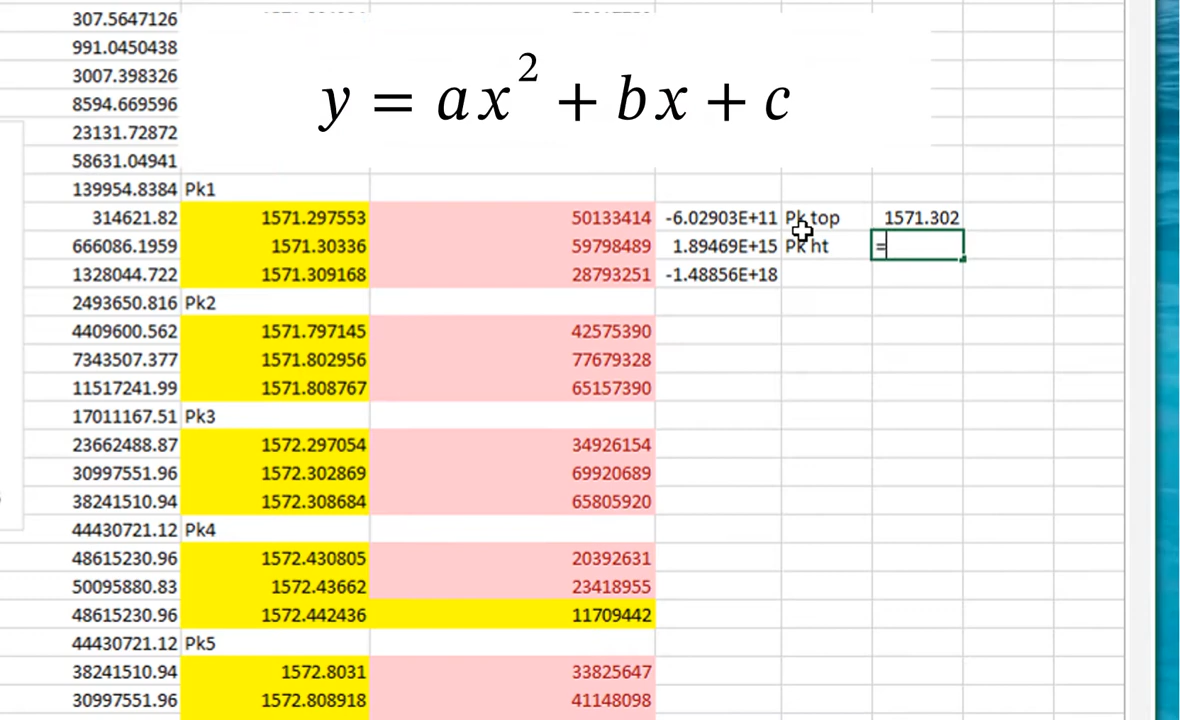 307.5647126
991.0450438
3007.398326
8594.669596
23131.72872
58631.04941
y = ax² + bx + c
139954.8384 Pk1
314621.82 1571.297553 50133414 -6.02903E+11 Pk top 1571.302
666086.1959 1571.30336 59798489 1.89469E+15 Pk ht =
1328044.722 1571.309168 28793251 -1.48856E+18
2493650.816 Pk2
4409600.562 1571.797145 42575390
7343507.377 1571.802956 77679328
11517241.99 1571.808767 65157390
17011167.51 Pk3
23662488.87 1572.297054 34926154
30997551.96 1572.302869 69920689
38241510.94 1572.308684 65805920
44430721.12 Pk4
48615230.96 1572.430805 20392631
50095880.83 1572.43662 23418955
48615230.96 1572.442436 11709442
44430721.12 Pk5
38241510.94 1572.8031 33825647
30997551.96 1572.808918 41148098